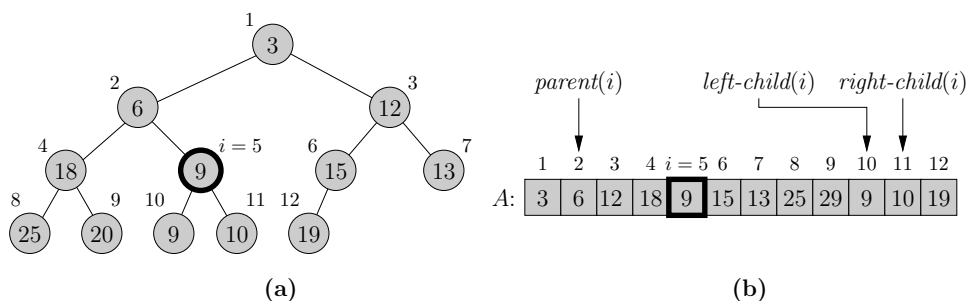 1
3
2 3
6 12
4 i = 5 6 7
18 9 15 13
8 9 10 11 12
25 20 9 10 19
(a)
parent(i) left-child(i) right-child(i)
1 2 3 4 i = 5 6 7 8 9 10 11 12
A: 3 6 12 18 9 15 13 25 29 9 10 19
(b)